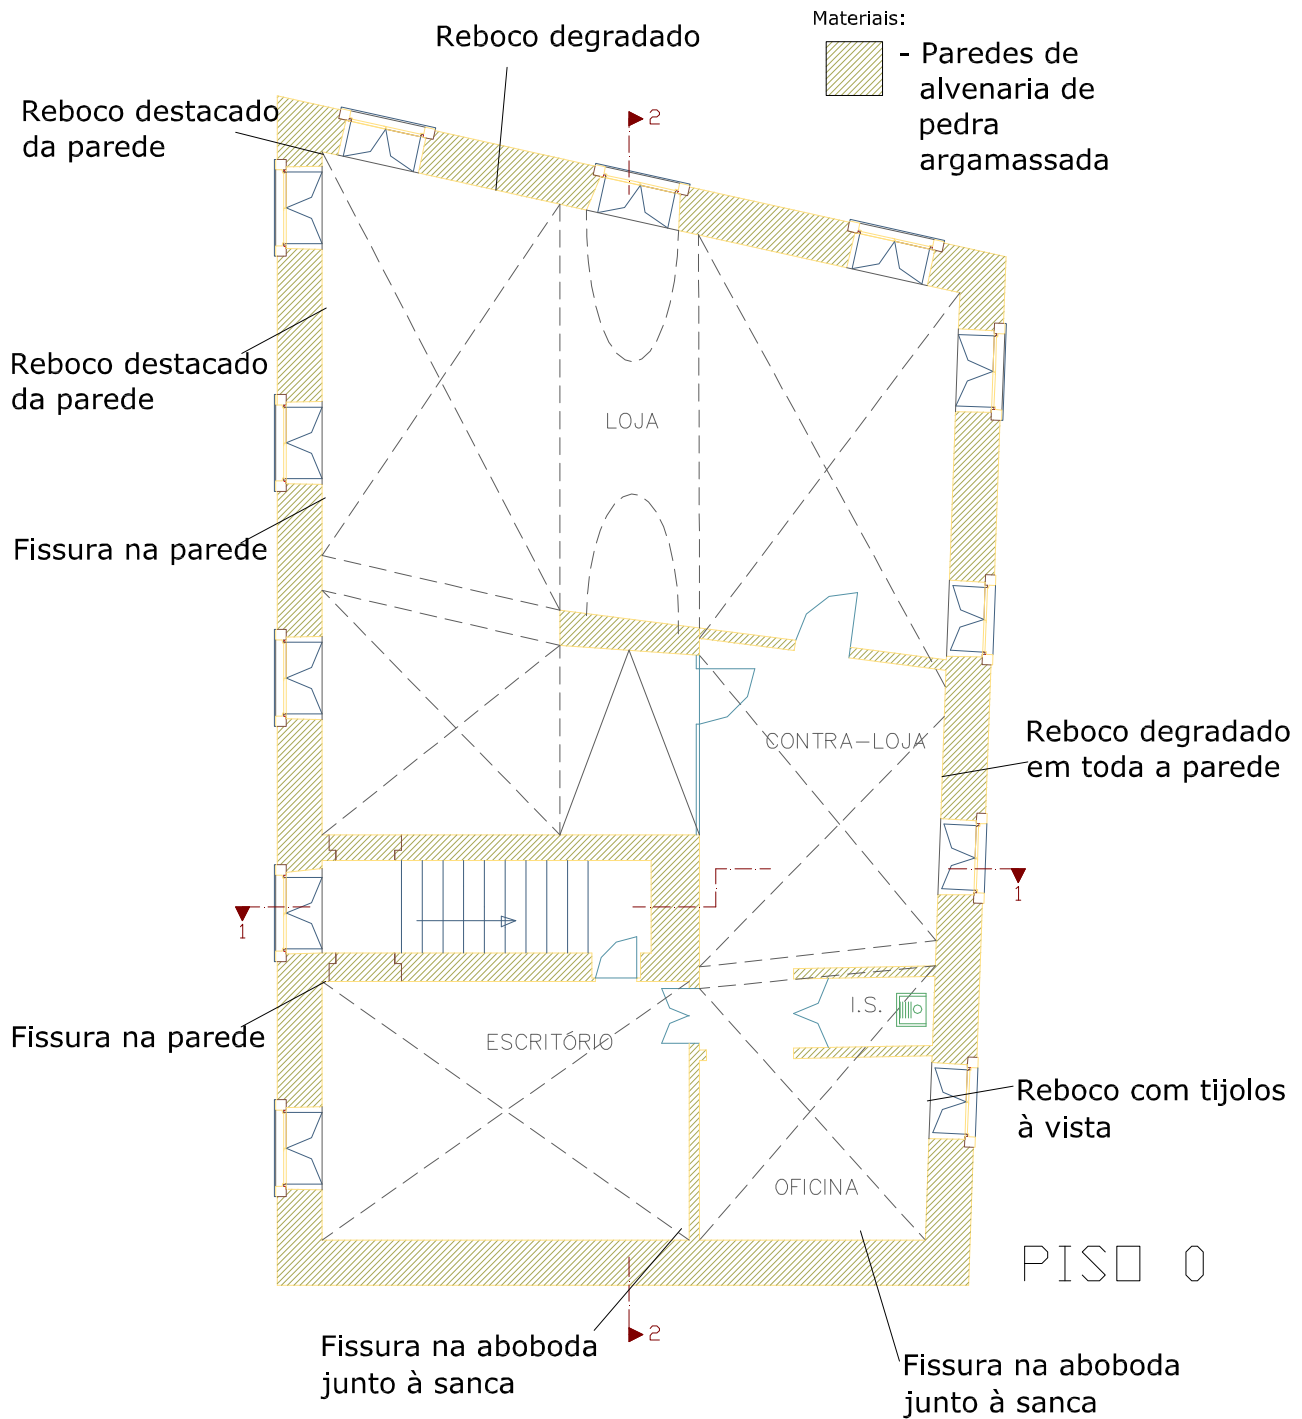 Materiais:
- Paredes de
alvenaria de
pedra
argamassada
Reboco degradado
Reboco destacado
da parede
2
Reboco destacado
da parede
LOJA
Fissura na parede
CONTRA-LOJA
Reboco degradado
em toda a parede
1
1
I.S.
Fissura na parede
ESCRITÓRIO
Reboco com tijolos
à vista
OFICINA
PISO 0
2
Fissura na aboboda
junto à sanca
Fissura na aboboda
junto à sanca